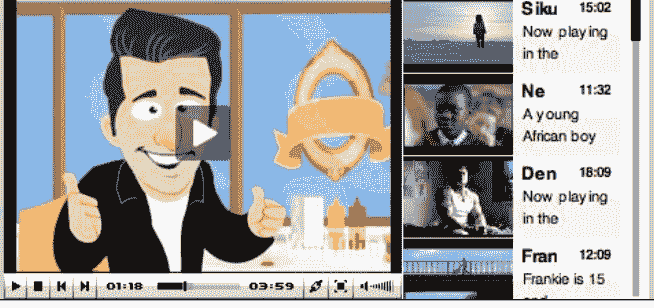 01:18
03:59
Siku 15:02
Now playing
in the
Ne 11:32
A young
African boy
Den 18:09
Now playing
in the
Fran 12:09
Frankie is 15